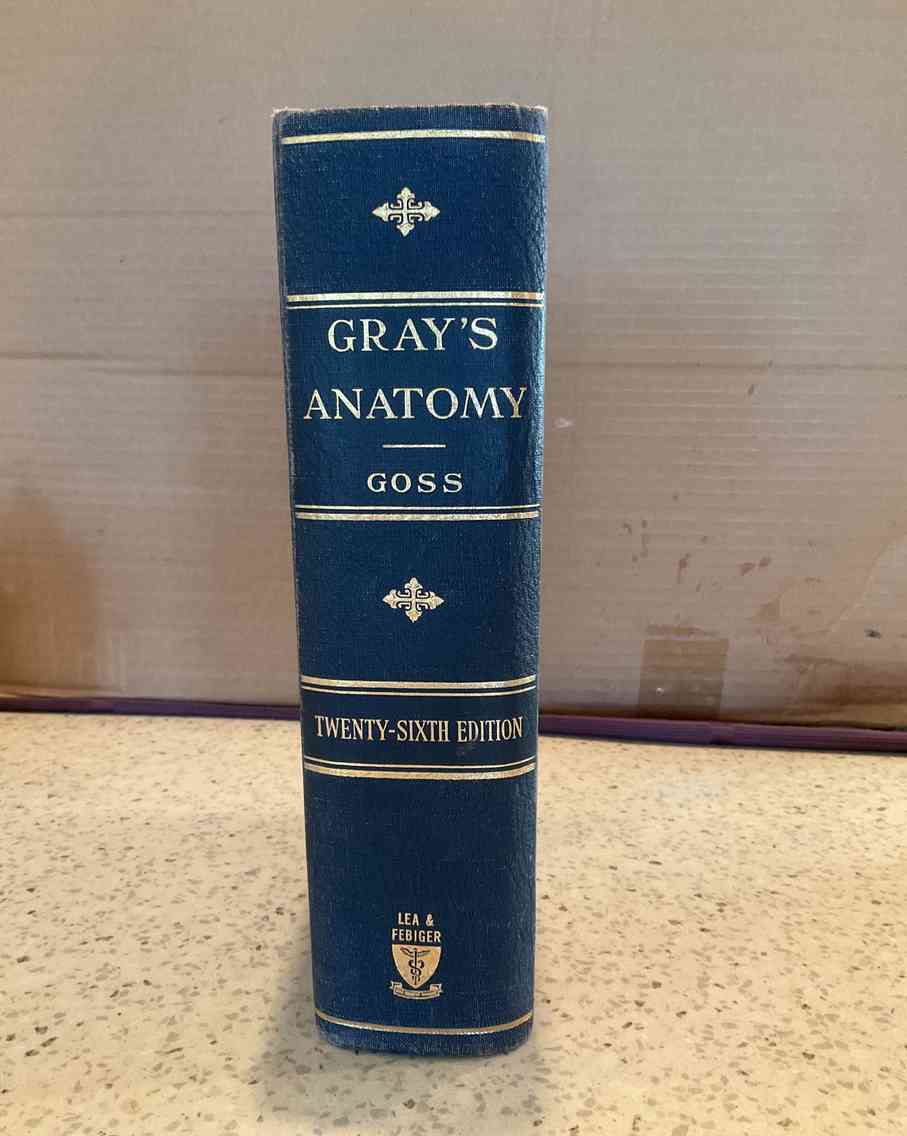 GRAY'S
ANATOMY
GOSS
TWENTY-SIXTH EDITION
LEA &
FEBIGER